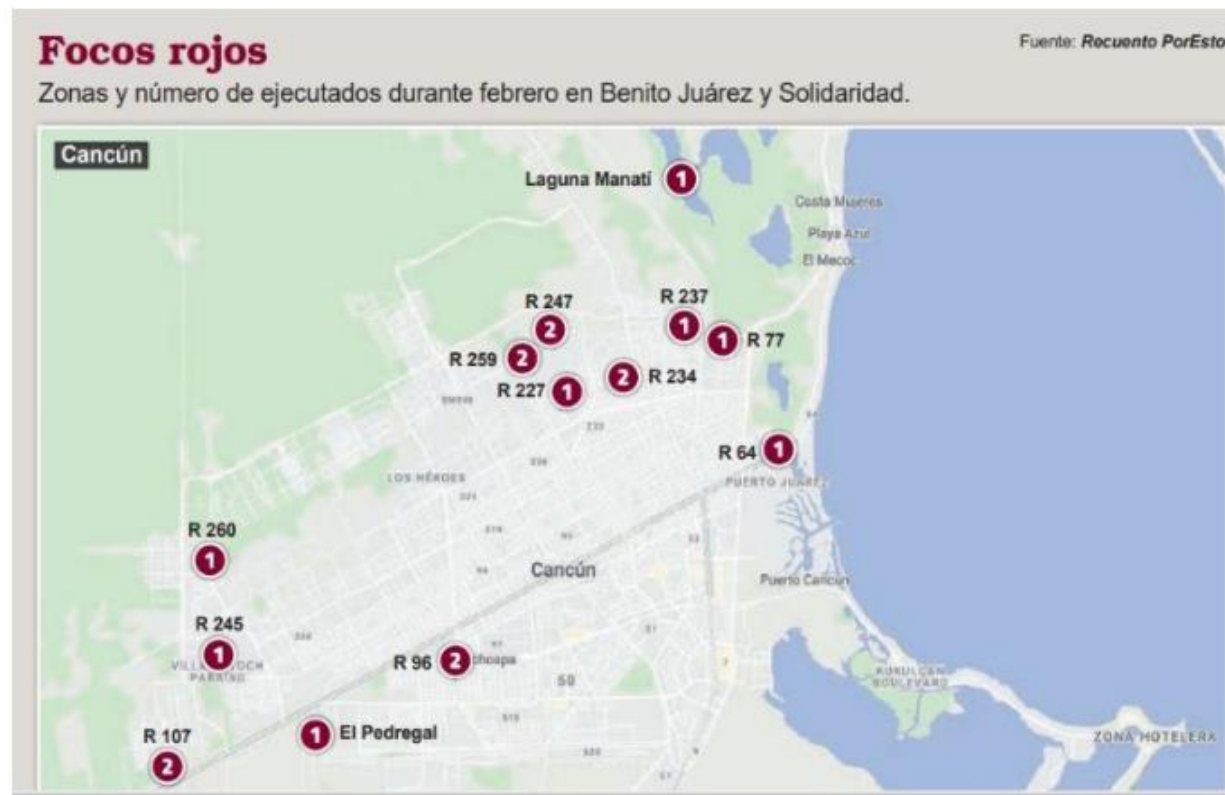 Focos rojos
Fuente: Recuento PorEsto
Zonas y número de ejecutados durante febrero en Benito Juárez y Solidaridad.
Cancún
Laguna Manatí 1
Costa Mujeres
Playa Azul
El Meco
R 247
2
R 237
1
1 R 77
R 259 2
R 227 1
2 R 234
R 64 1
LOS HÉROES
PUERTO JUÁREZ
R 260
1
Cancún
Puerto Cancún
R 245
1
R 96 2
50
KUKULCAN
BOULEVARD
1 El Pedregal
R 107
2
ZONA HOTELERA